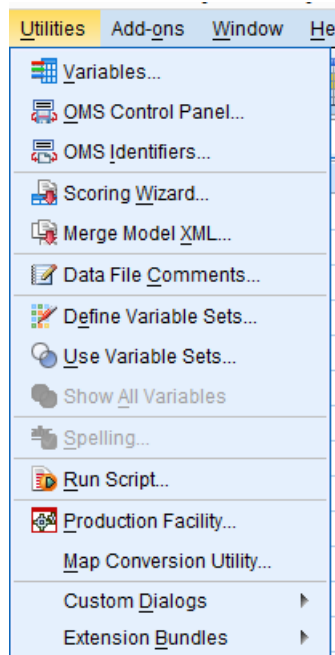 Utilities Add-ons Window He
Variables...
OMS Control Panel...
OMS Identifiers...
Scoring Wizard...
Merge Model XML...
Data File Comments...
Define Variable Sets...
Use Variable Sets...
Show All Variables
Spelling...
Run Script...
Production Facility...
Map Conversion Utility...
Custom Dialogs
Extension Bundles